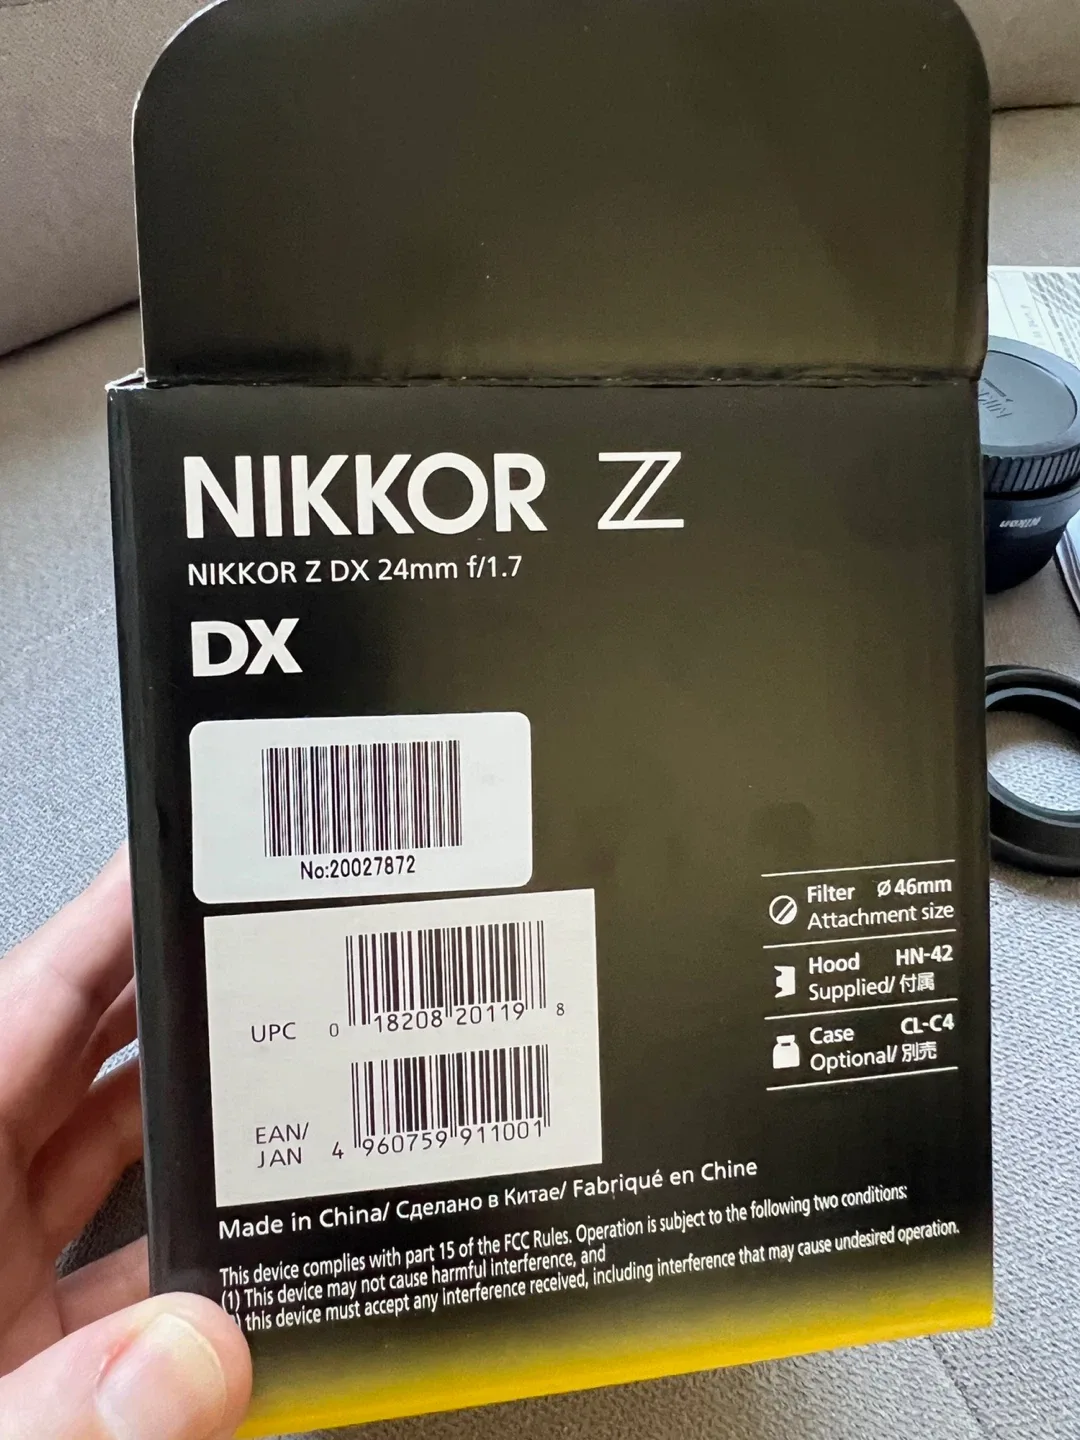 NIKKOR Z
NIKKOR Z DX 24mm f/1.7
DX
No:20027872
UPC 0 18208 20119 8
EAN/
JAN 4 960759 911001
Filter Ø46mm
Attachment size
Hood HN-42
Supplied/付属
Case CL-C4
Optional/別売
Made in China/ Сделано в Китае/ Fabriqué en Chine
This device complies with part 15 of the FCC Rules. Operation is subject to the following two conditions:
(1) This device may not cause harmful interference, and
) this device must accept any interference received, including interference that may cause undesired operation.
Nikon